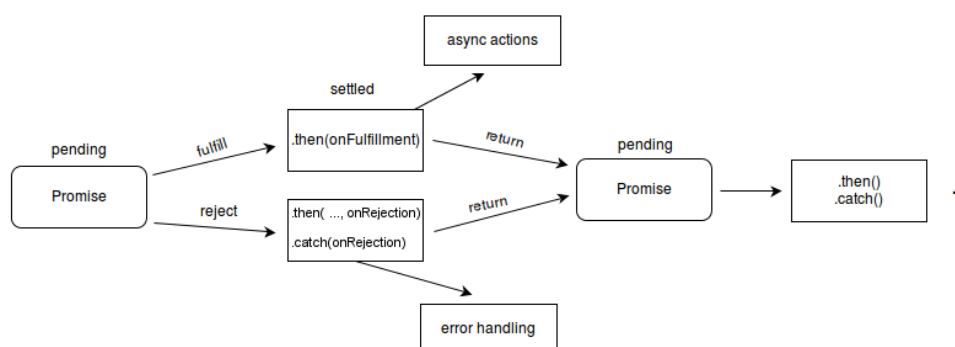 async actions
settled
.then(onFulfillment)
pending
fulfill
return
pending
Promise
reject
.then( ..., onRejection)
.catch(onRejection)
return
Promise
.then()
.catch()
error handling